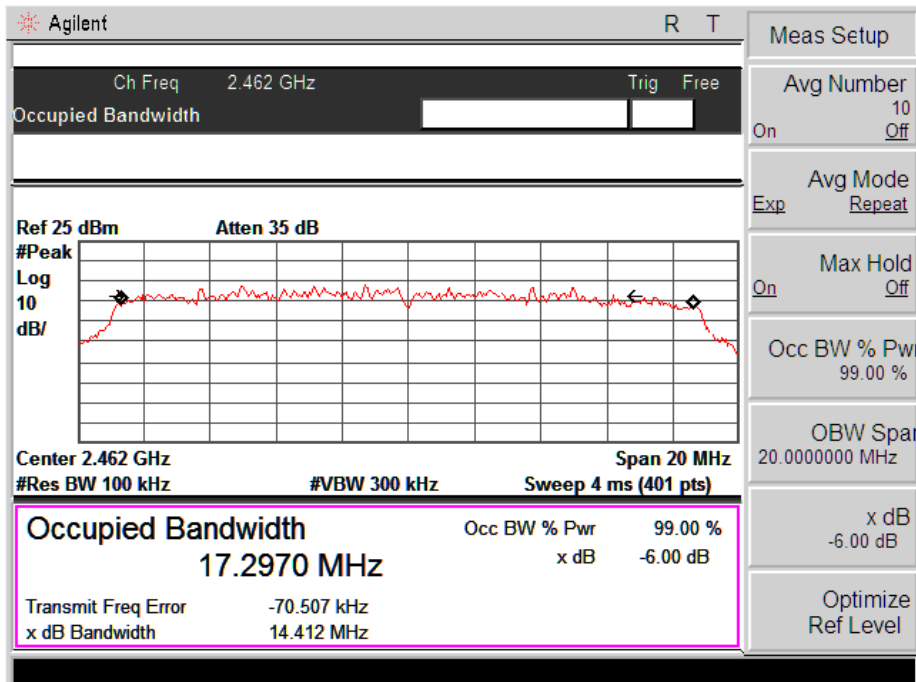 Agilent R T
Ch Freq 2.462 GHz Trig Free
Occupied Bandwidth
Ref 25 dBm Atten 35 dB
#Peak
Log
10
dB/
Center 2.462 GHz Span 20 MHz
#Res BW 100 kHz #VBW 300 kHz Sweep 4 ms (401 pts)
Occupied Bandwidth
17.2970 MHz
Occ BW % Pwr 99.00 %
x dB -6.00 dB
Transmit Freq Error -70.507 kHz
x dB Bandwidth 14.412 MHz
Meas Setup
Avg Number
10
On Off
Avg Mode
Exp Repeat
Max Hold
On Off
Occ BW % Pwr
99.00 %
OBW Spar
20.0000000 MHz
x dB
-6.00 dB
Optimize
Ref Level